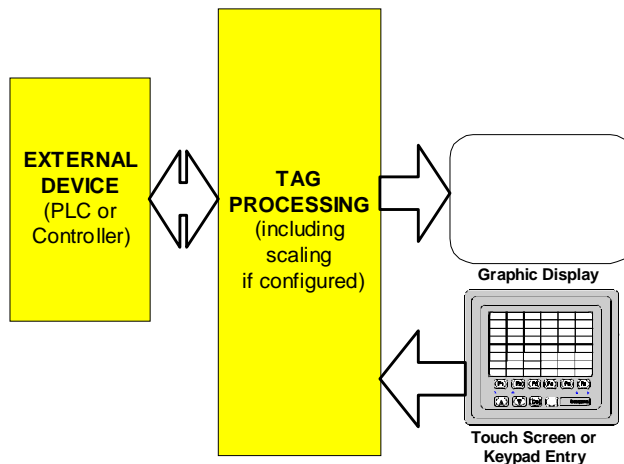 EXTERNAL
DEVICE
(PLC or
Controller)
TAG
PROCESSING
(including
scaling
if configured)
Graphic Display
Touch Screen or
Keypad Entry